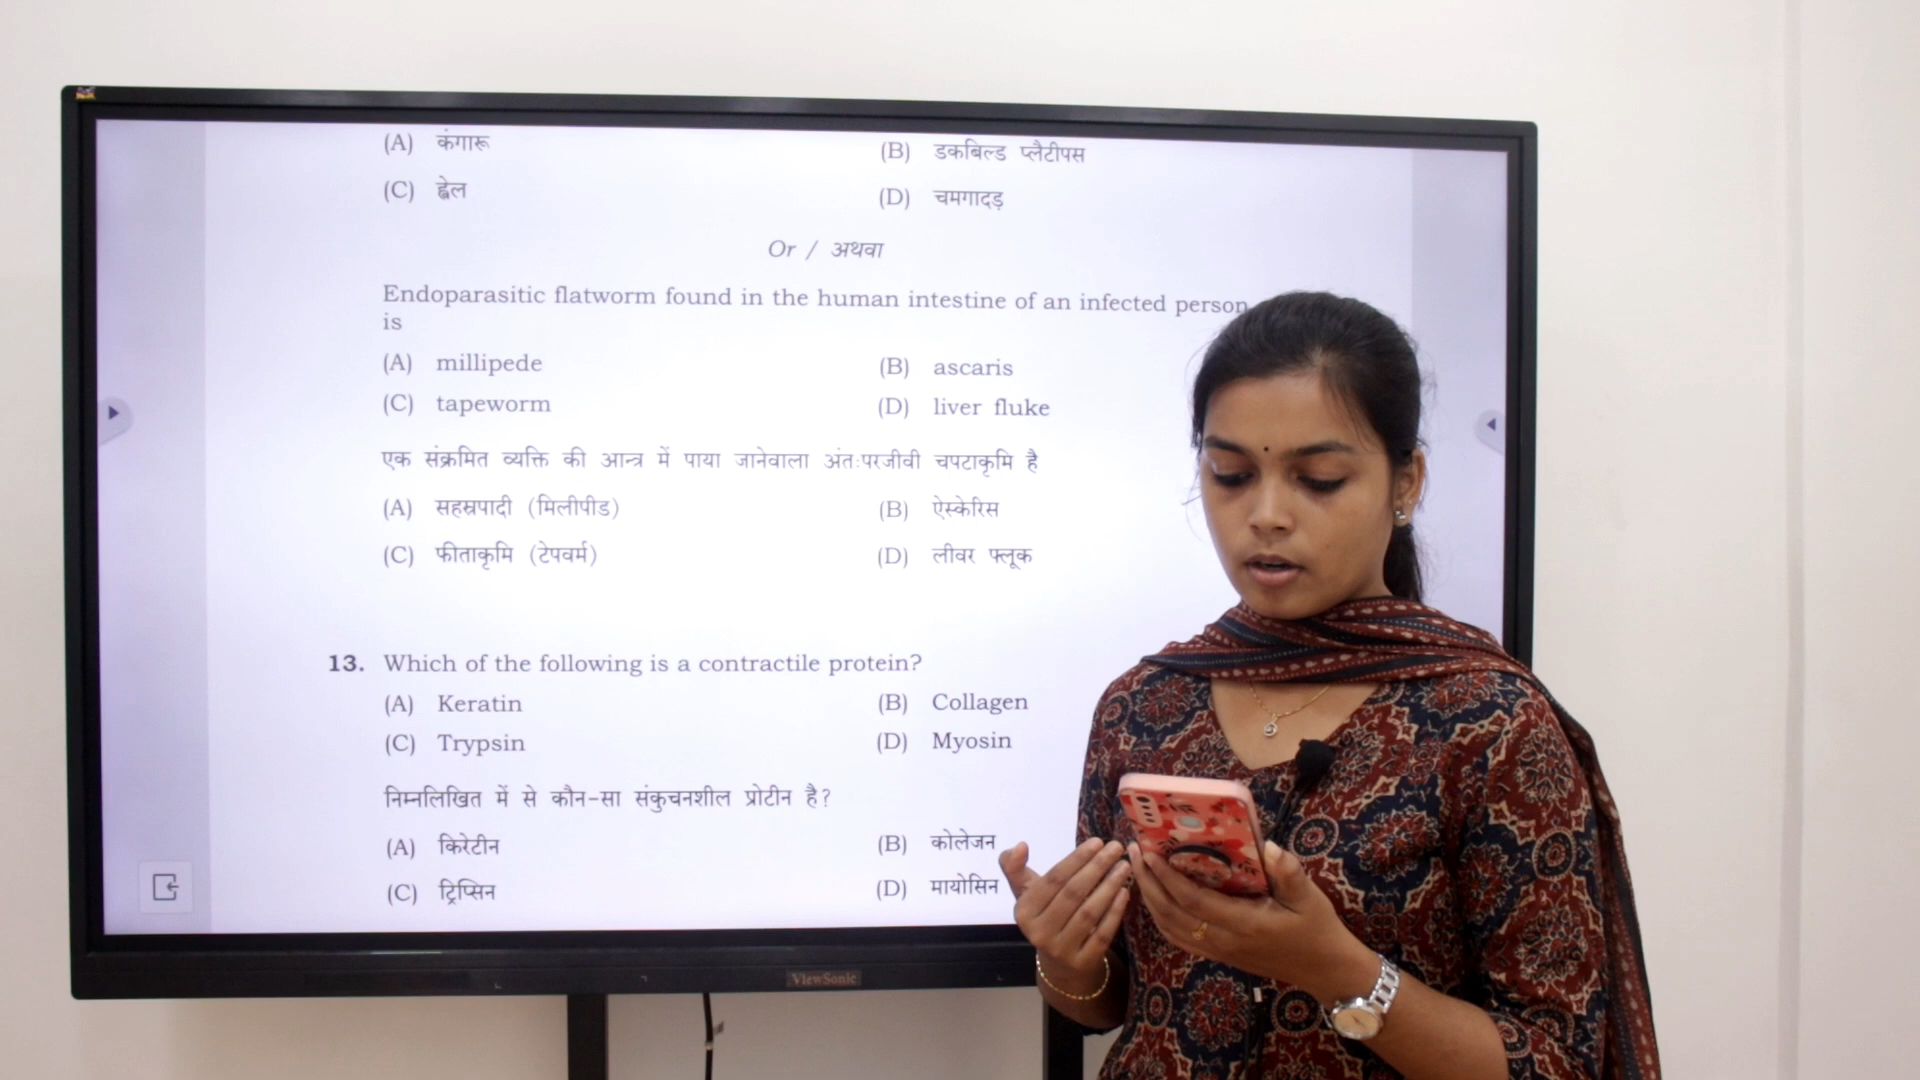 (A) कंगारू (B) डकबिल्ड प्लैटीपस
(C) ह्वेल (D) चमगादड़
Or / अथवा
Endoparasitic flatworm found in the human intestine of an infected person
is
(A) millipede (B) ascaris
(C) tapeworm (D) liver fluke
एक संक्रमित व्यक्ति की आन्त्र में पाया जानेवाला अंतःपरजीवी चपटाकृमि है
(A) सहस्रपादी (मिलीपीड) (B) ऐस्केरिस
(C) फीताकृमि (टेपवर्म) (D) लीवर फ्लूक
13. Which of the following is a contractile protein?
(A) Keratin (B) Collagen
(C) Trypsin (D) Myosin
निम्नलिखित में से कौन-सा संकुचनशील प्रोटीन है?
(A) किरेटीन (B) कोलेजन
(C) ट्रिप्सिन (D) मायोसिन
ViewSonic